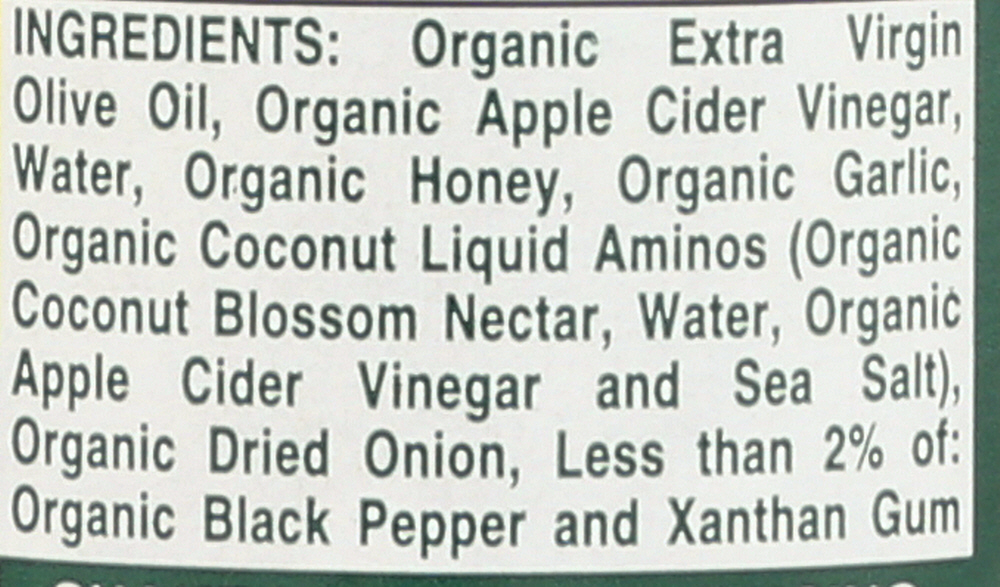 INGREDIENTS: Organic Extra Virgin
Olive Oil, Organic Apple Cider Vinegar,
Water, Organic Honey, Organic Garlic,
Organic Coconut Liquid Aminos (Organic
Coconut Blossom Nectar, Water, Organic
Apple Cider Vinegar and Sea Salt),
Organic Dried Onion, Less than 2% of:
Organic Black Pepper and Xanthan Gum